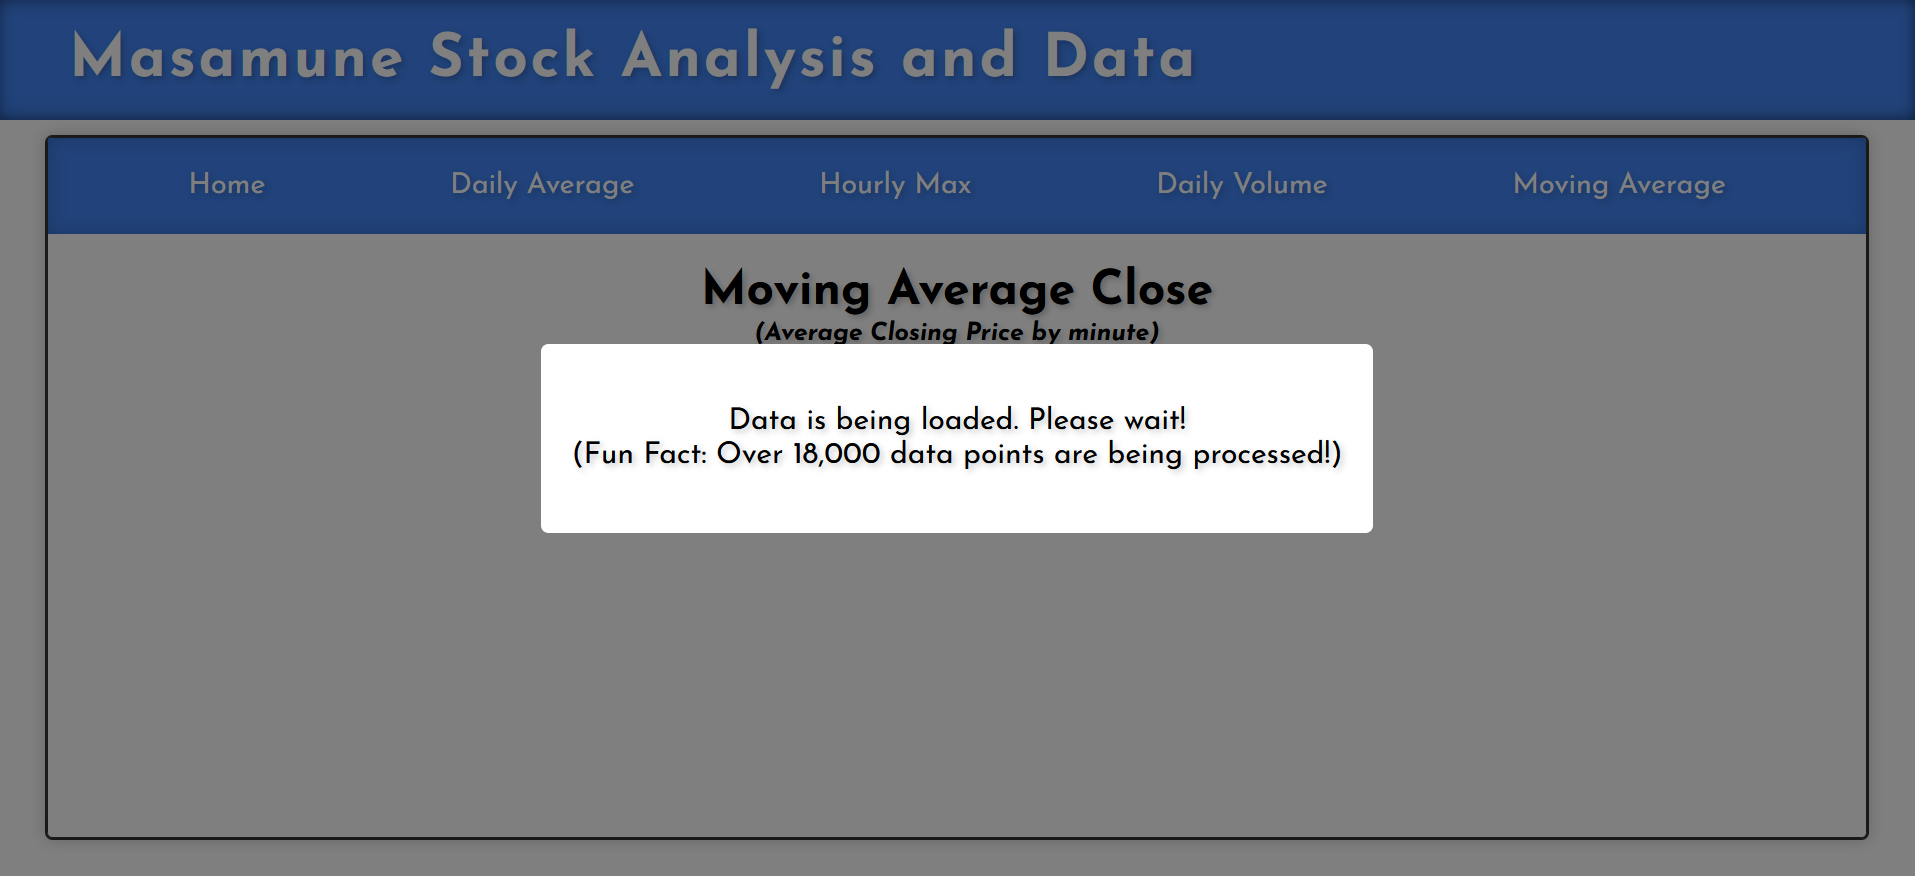 Masamune Stock Analysis and Data
Home Daily Average Hourly Max Daily Volume Moving Average
Moving Average Close
(Average Closing Price by minute)
Data is being loaded. Please wait!
(Fun Fact: Over 18,000 data points are being processed!)